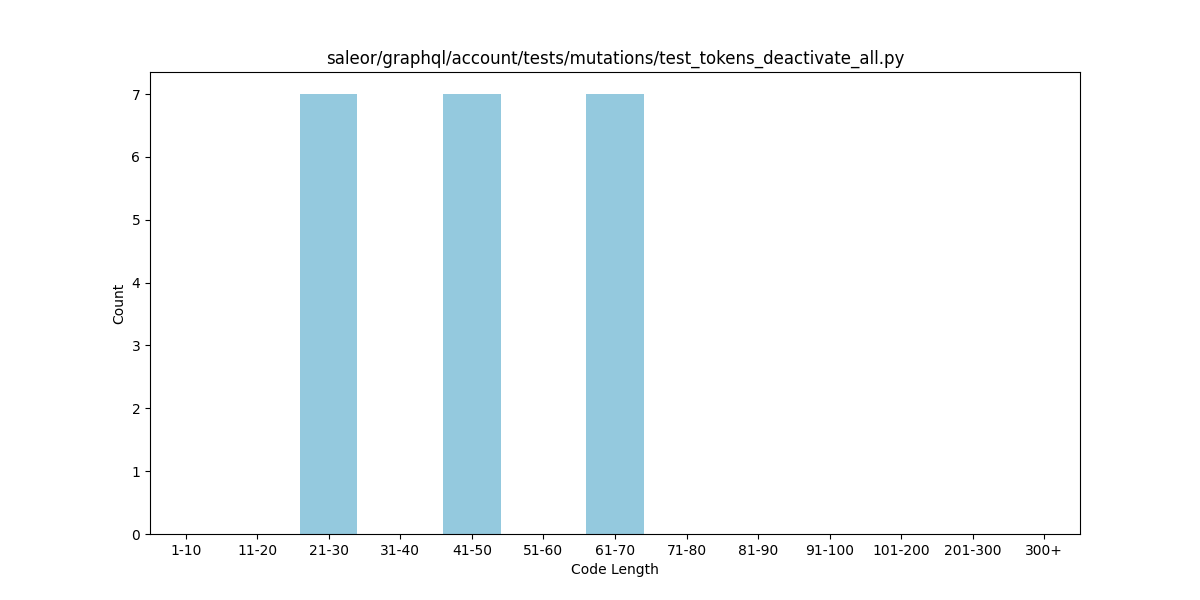 saleor/graphql/account/tests/mutations/test_tokens_deactivate_all.py
7
6
5
4
3
2
1
0
Count
1-10 11-20 21-30 31-40 41-50 51-60 61-70 71-80 81-90 91-100 101-200 201-300 300+
Code Length